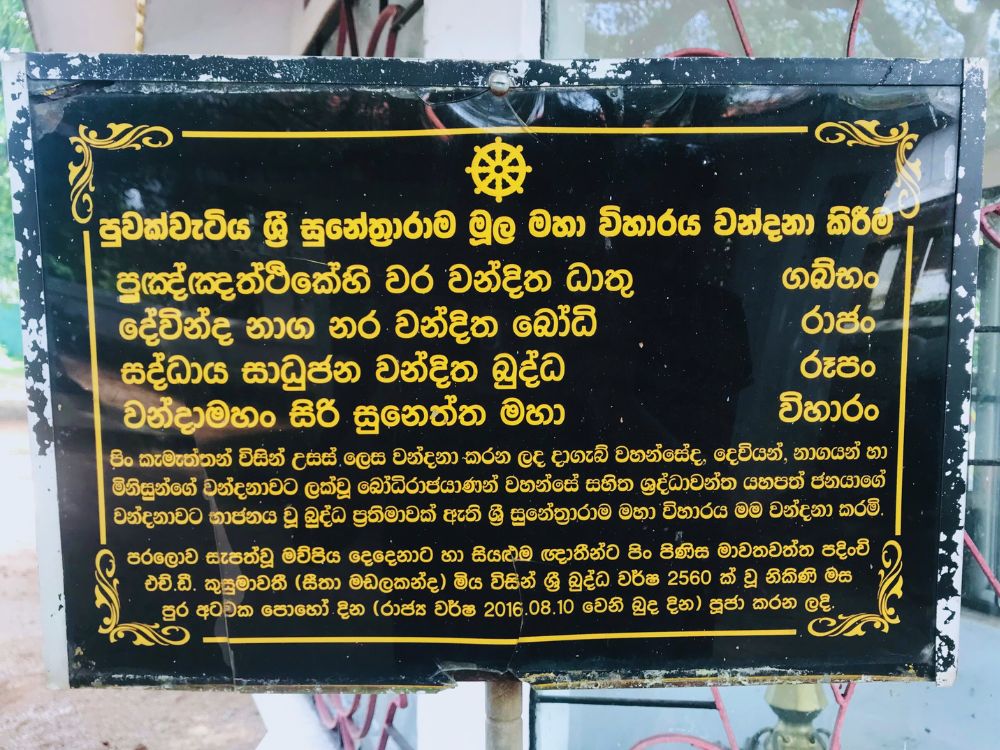 පුවක්වැටිය ශ්‍රී සුනේත්‍රාරාම මූල මහා විහාරය වන්දනා කිරීම
පුඤ්ඤත්ථිකේහි වර වන්දිත ධාතු ගබ්භං
දේවින්ද නාග නර වන්දිත බෝධි රාජං
සද්ධාය සාධුජන වන්දිත බුද්ධ රූපං
වන්දාමහං සිරි සුනෙත්ත මහා විහාරං
පිං කැමැත්තන් විසින් උසස් ලෙස වන්දනා කරන ලද දාගැබ් වහන්සේද, දෙවියන්, නාගයන් හා
මිනිසුන්ගේ වන්දනාවට ලක්වූ බෝධිරාජයාණන් වහන්සේ සහිත ශ්‍රද්ධාවන්ත යහපත් ජනයාගේ
වන්දනාවට භාජනය වූ බුද්ධ ප්‍රතිමාවක් ඇති ශ්‍රී සුනේත්‍රාරාම මහා විහාරය මම වන්දනා කරමි.
පරලොව සැපත්වූ මව්පිය දෙදෙනාට හා සියළුම ඥාතීන්ට පිං පිණිස මාවතවත්ත පදිංචි
එච්.ඩී. කුසුමාවතී (සීතා මඩලකන්ද) මිය විසින් ශ්‍රී බුද්ධ වර්ෂ 2560 ක් වූ නිකිණි මස
පුර අටවක පොහෝ දින (රාජ්‍ය වර්ෂ 2016.08.10 වෙනි බුද දින) පූජා කරන ලදි.